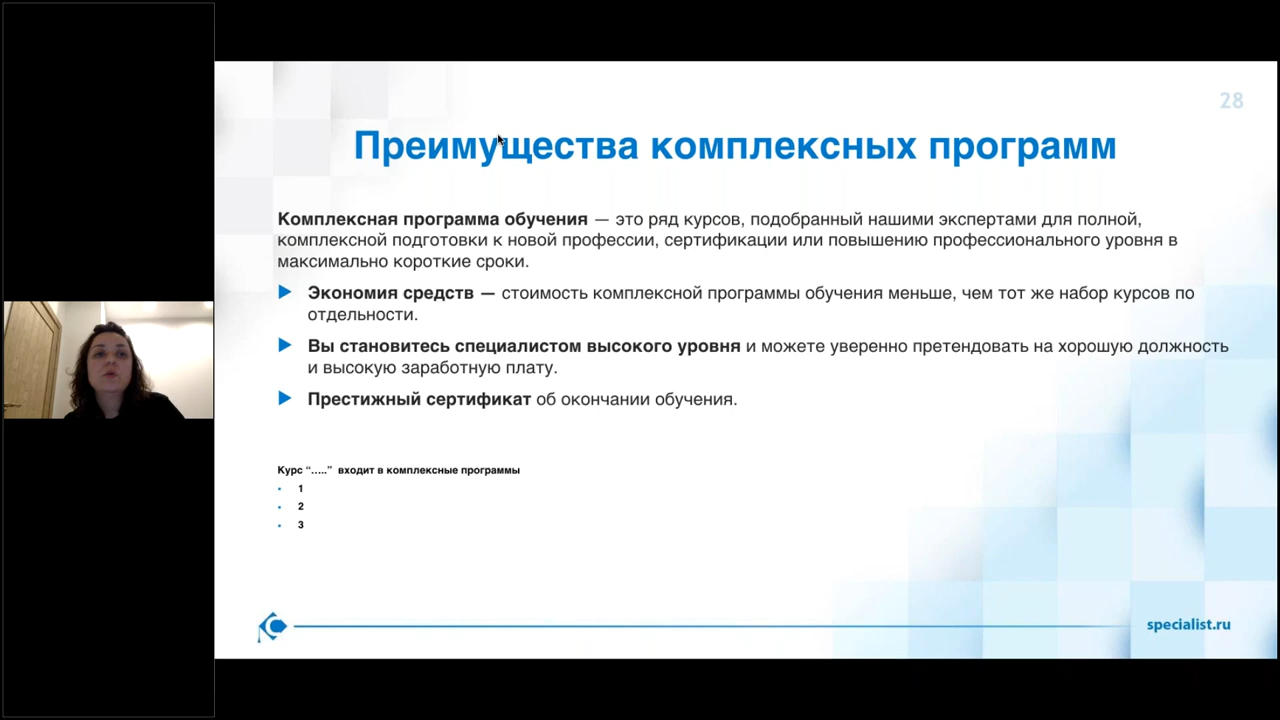 28
Преимущества комплексных программ
Комплексная программа обучения — это ряд курсов, подобранный нашими экспертами для полной,
комплексной подготовки к новой профессии, сертификации или повышению профессионального уровня в
максимально короткие сроки.
Экономия средств — стоимость комплексной программы обучения меньше, чем тот же набор курсов по
отдельности.
Вы становитесь специалистом высокого уровня и можете уверенно претендовать на хорошую должность
и высокую заработную плату.
Престижный сертификат об окончании обучения.
Курс “…..” входит в комплексные программы
1
2
3
specialist.ru